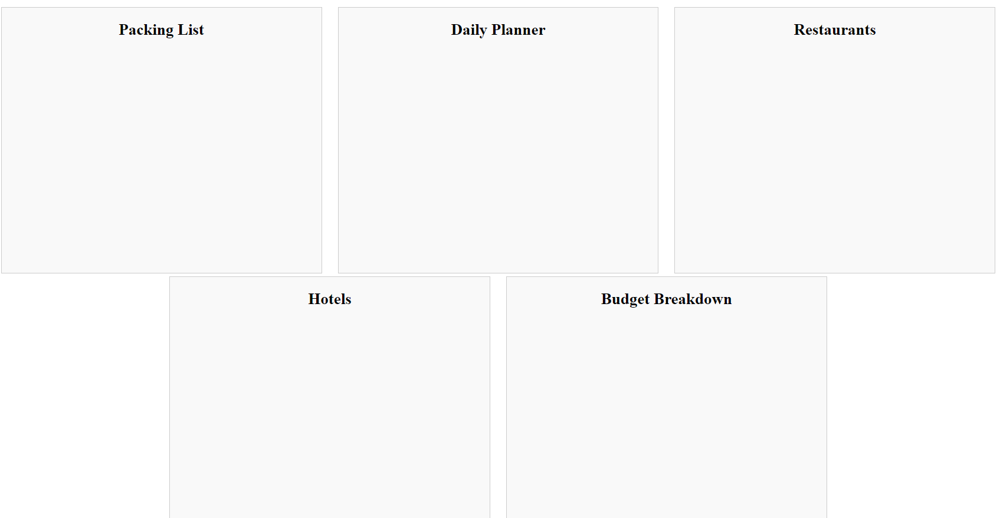 Packing List
Daily Planner
Restaurants
Hotels
Budget Breakdown